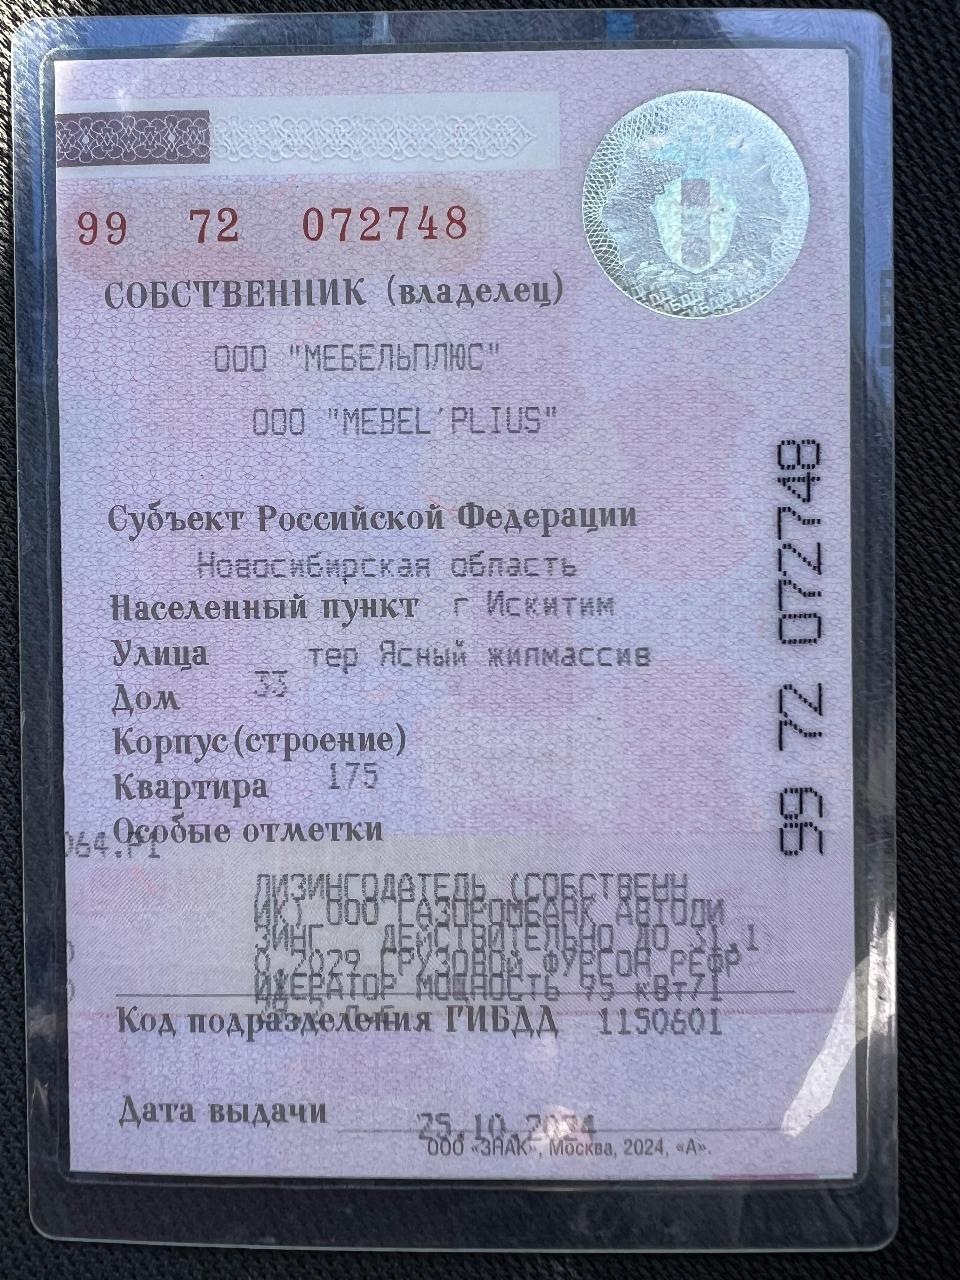 99 72 072748
СОБСТВЕННИК (владелец)
ООО "МЕБЕЛЬПЛЮС"
ООО "MEBEL'PLIUS"
Субъект Российской Федерации
Новосибирская область
Населенный пункт г Искитим
Улица тер Ясный жилмассив
Дом 33
Корпус(строение)
Квартира 175
Особые отметки
064.P1
ЛИЗИНГОДАТЕЛЬ (СОБСТВЕНН
ИК) ООО ГАЗПРОМБАНК АВТОЛИ
ЗИНГ . ДЕЙСТВИТЕЛЬНО ДО 31.1
0.2029 ГРУЗОВОЙ ФУРГОН РЕФР
ИЖЕРАТОР МОЩНОСТЬ 95 кВт/1
Код подразделения ГИБДД 1150601
Дата выдачи 25.10.2024
ООО «ЗНАК», Москва, 2024, «А».
99 72 072748